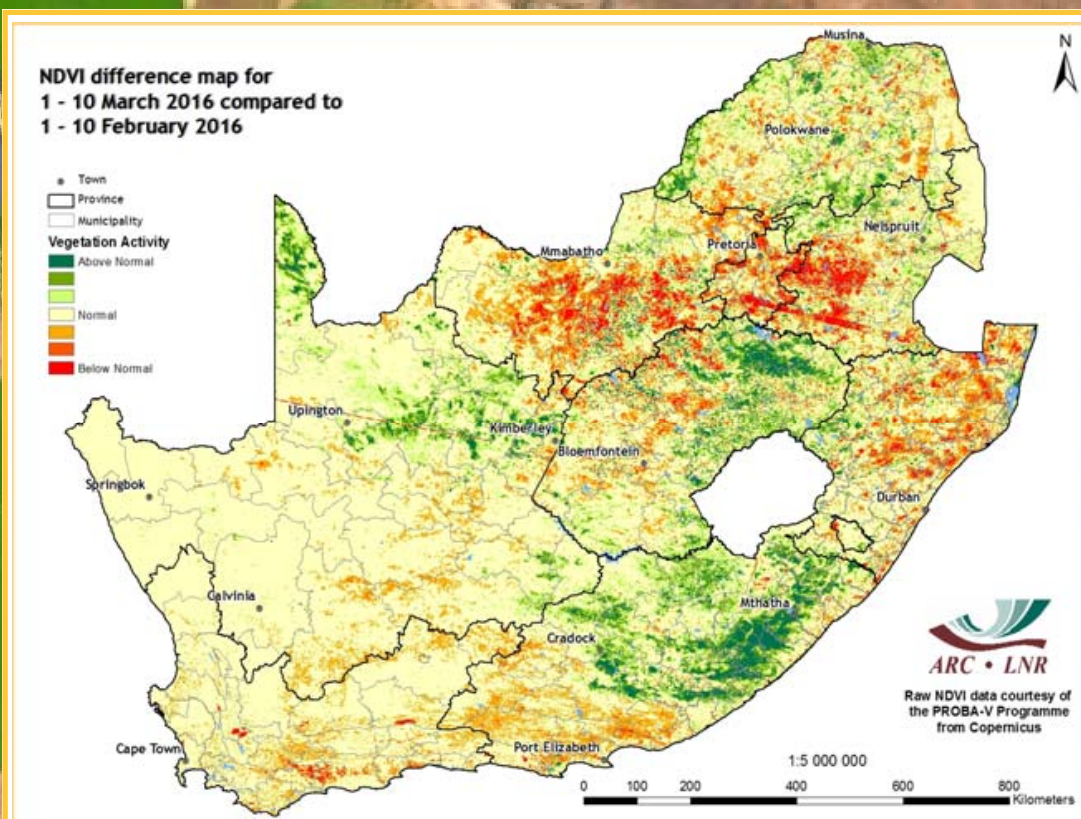 NDVI difference map for
1 - 10 March 2016 compared to
1 - 10 February 2016
Town
Province
Municipality
Vegetation Activity
Above Normal
Normal
Below Normal
N
Musina
Polokwane
Nelspruit
Pretoria
Mmabatho
Upington
Kimberley
Bloemfontein
Springbok
Durban
Calvinia
Mthatha
Cradock
Cape Town
Port Elizabeth
ARC • LNR
Raw NDVI data courtesy of
the PROBA-V Programme
from Copernicus
1:5 000 000
0 200 400 600 800
Kilometers